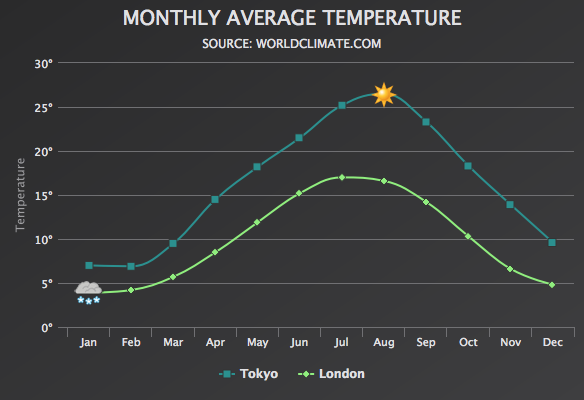 MONTHLY AVERAGE TEMPERATURE
SOURCE: WORLDCLIMATE.COM
Temperature
30°
25°
20°
15°
10°
5°
0°
Jan Feb Mar Apr May Jun Jul Aug Sep Oct Nov Dec
Tokyo London